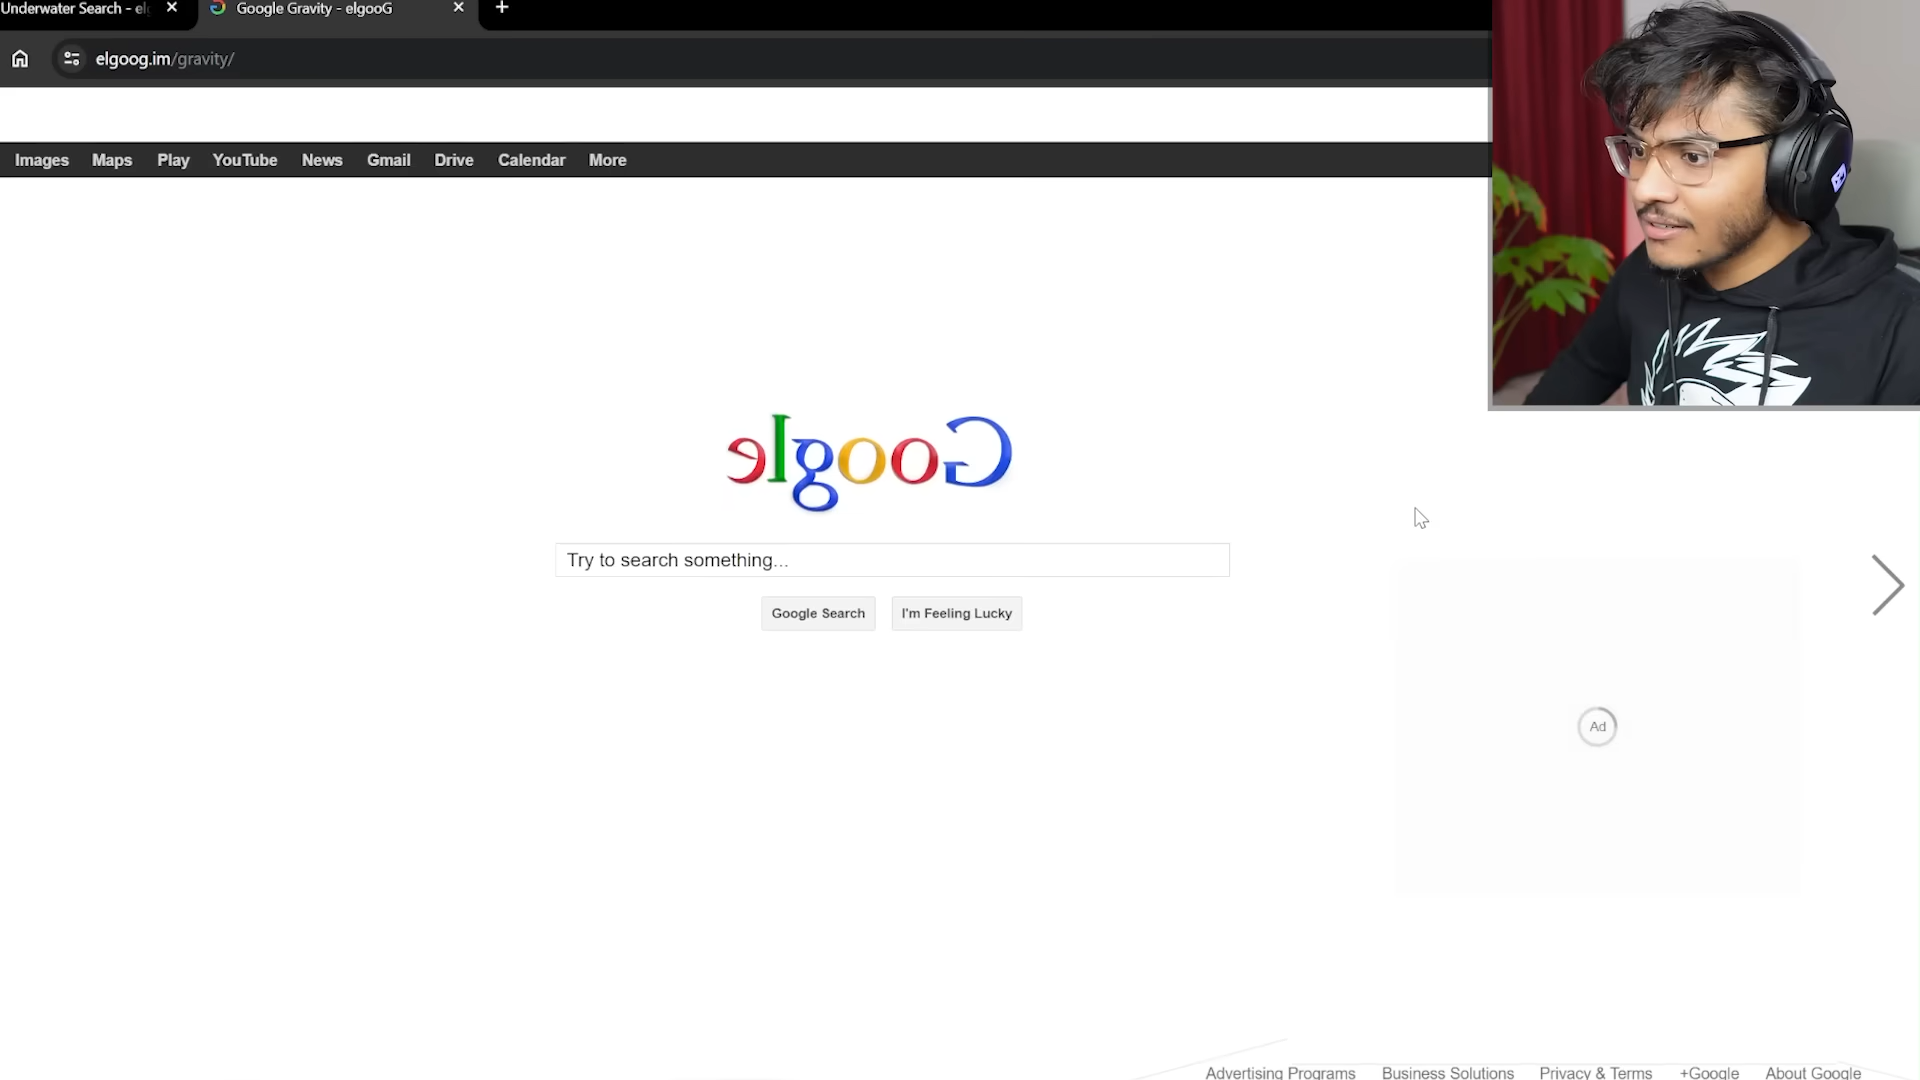 Underwater Search - el
Google Gravity - elgooG
elgoog.im/gravity/
Images Maps Play YouTube News Gmail Drive Calendar More
Google
Try to search something...
Google Search I'm Feeling Lucky
Ad
Advertising Programs Business Solutions Privacy & Terms +Google About Google